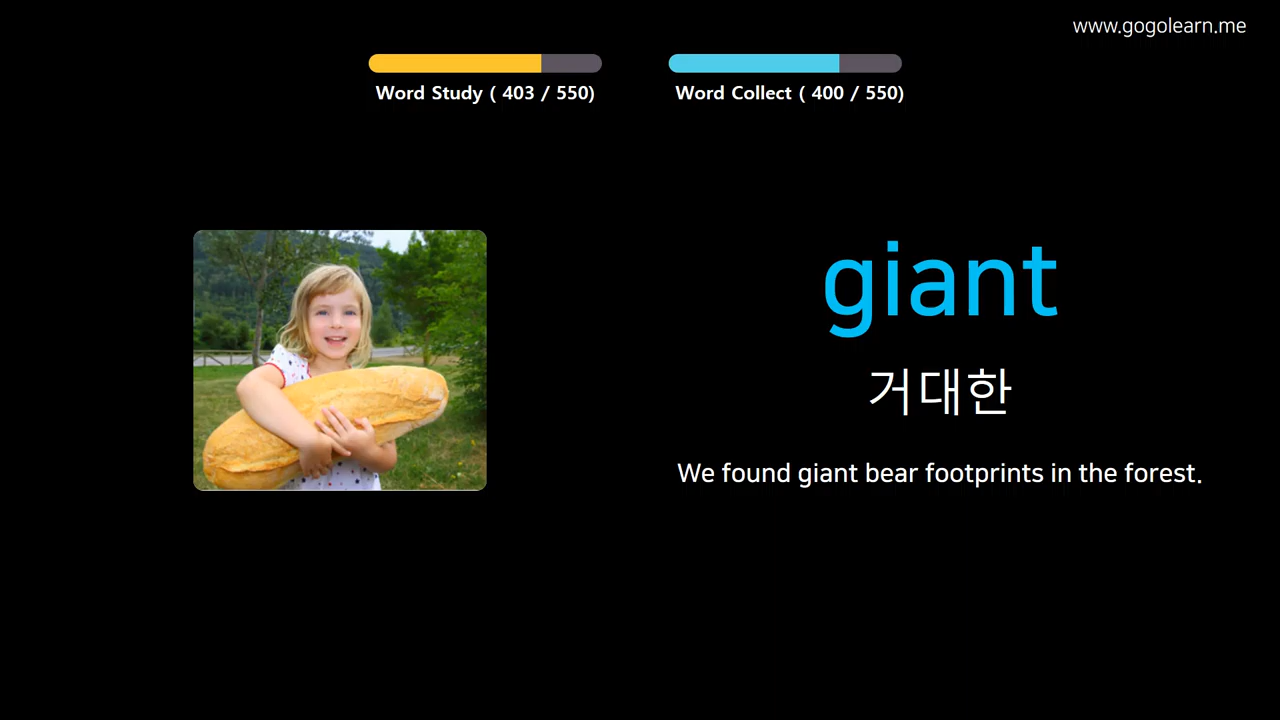 www.gogolearn.me
Word Study ( 403 / 550)
Word Collect ( 400 / 550)
giant
거대한
We found giant bear footprints in the forest.